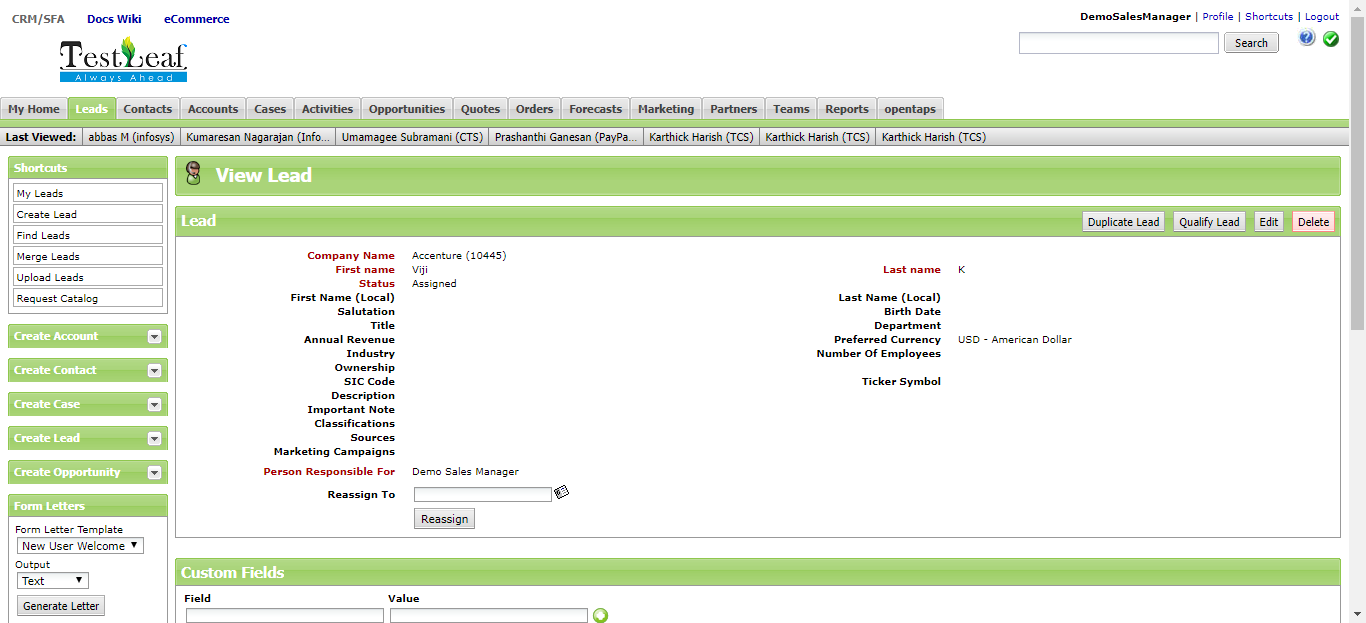 CRM/SFA Docs Wiki eCommerce
DemoSalesManager | Profile | Shortcuts | Logout
TestLeaf
Always Ahead
Search
My Home Leads Contacts Accounts Cases Activities Opportunities Quotes Orders Forecasts Marketing Partners Teams Reports opentaps
Last Viewed: abbas M (infosys) Kumaresan Nagarajan (Info... Umamagee Subramani (CTS) Prashanthi Ganesan (PayPa... Karthick Harish (TCS) Karthick Harish (TCS) Karthick Harish (TCS)
Shortcuts
My Leads
Create Lead
Find Leads
Merge Leads
Upload Leads
Request Catalog
Create Account
Create Contact
Create Case
Create Lead
Create Opportunity
Form Letters
Form Letter Template
New User Welcome
Output
Text
Generate Letter
View Lead
Lead
Duplicate Lead Qualify Lead Edit Delete
Company Name Accenture (10445)
First name Viji Last name K
Status Assigned
First Name (Local) Last Name (Local)
Salutation Birth Date
Title Department
Annual Revenue Preferred Currency USD - American Dollar
Industry Number Of Employees
Ownership
SIC Code Ticker Symbol
Description
Important Note
Classifications
Sources
Marketing Campaigns
Person Responsible For Demo Sales Manager
Reassign To
Reassign
Custom Fields
Field Value